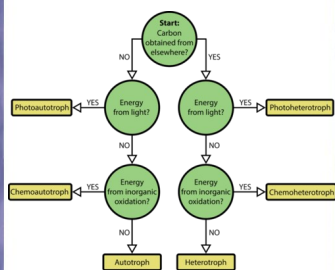 Start:
Carbon
obtained from
elsewhere?
NO
YES
Photoautotroph
YES
Energy
from light?
Energy
from light?
YES
Photoheterotroph
NO
NO
Chemoautotroph
YES
Energy
from inorganic
oxidation?
Energy
from inorganic
oxidation?
YES
Chemoheterotroph
NO
NO
Autotroph
Heterotroph